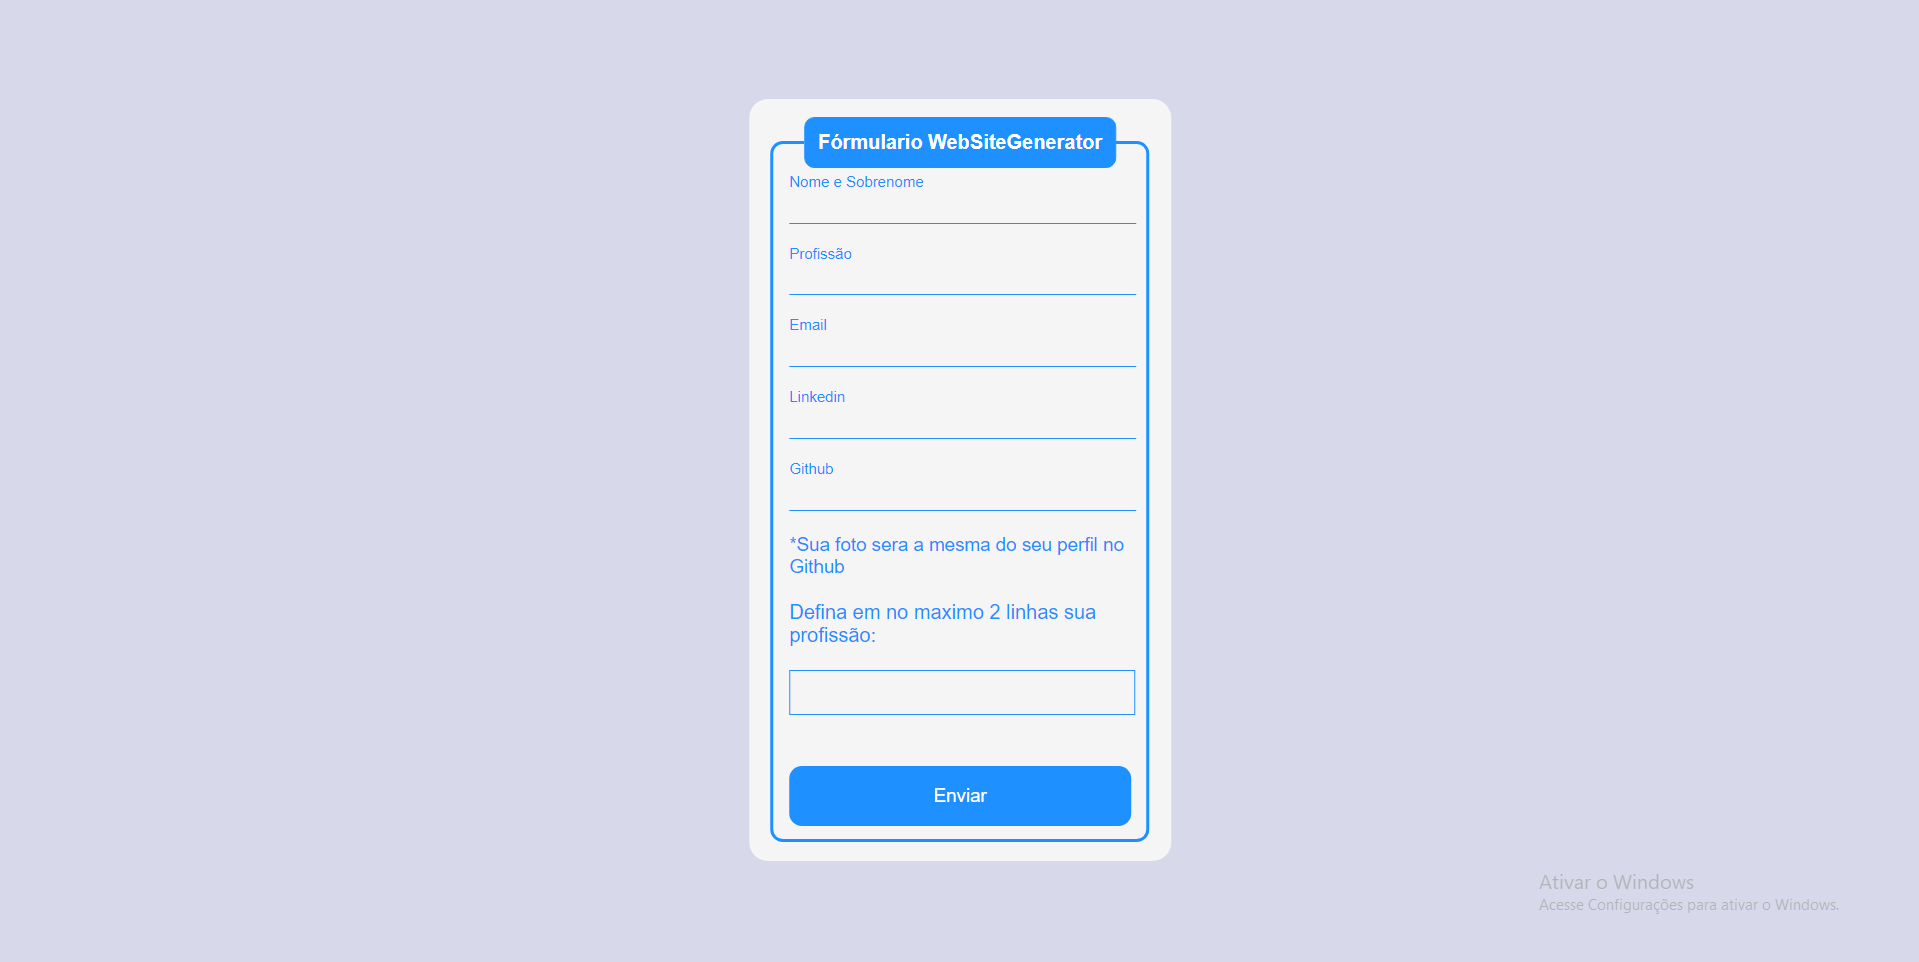 Fórmulario WebSiteGenerator
Nome e Sobrenome
Profissão
Email
Linkedin
Github
*Sua foto sera a mesma do seu perfil no
Github
Defina em no maximo 2 linhas sua
profissão:
Enviar
Ativar o Windows
Acesse Configurações para ativar o Windows.